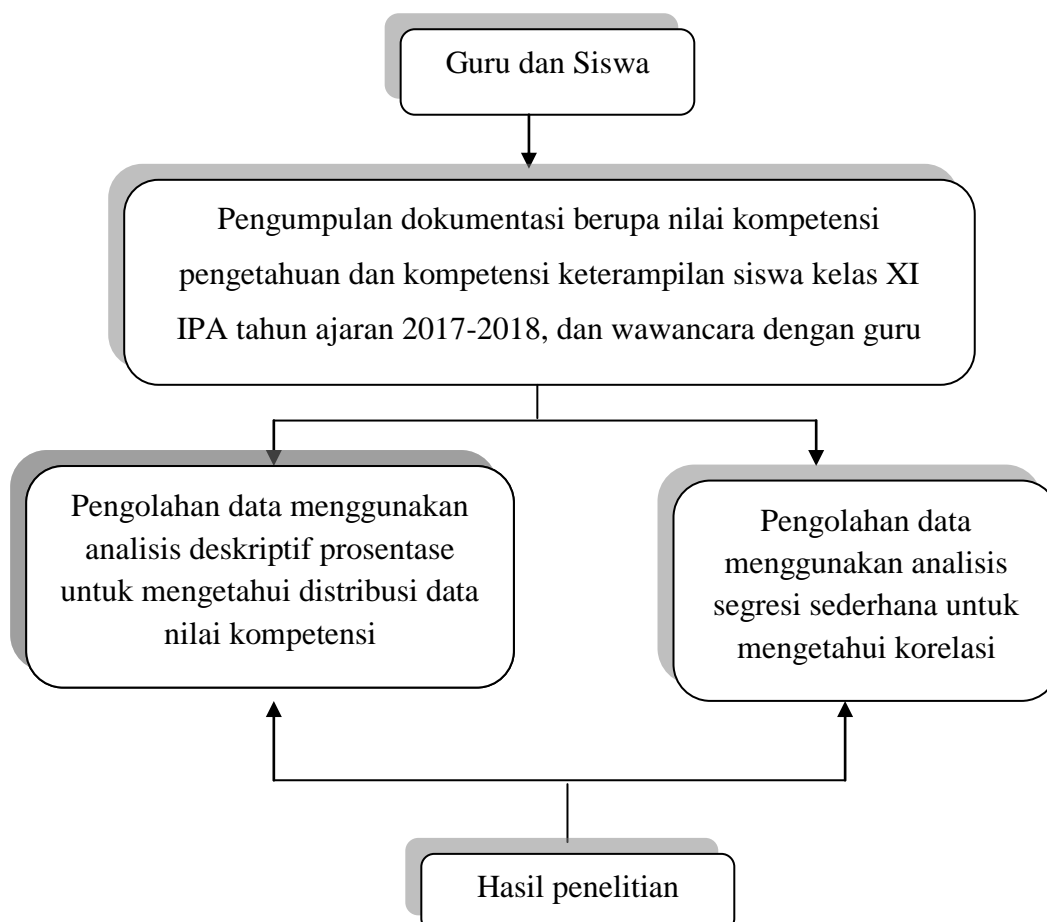 Guru dan Siswa
Pengumpulan dokumentasi berupa nilai kompetensi
pengetahuan dan kompetensi keterampilan siswa kelas XI
IPA tahun ajaran 2017-2018, dan wawancara dengan guru
Pengolahan data menggunakan
analisis deskriptif prosentase
untuk mengetahui distribusi data
nilai kompetensi
Pengolahan data
menggunakan analisis
segresi sederhana untuk
mengetahui korelasi
Hasil penelitian